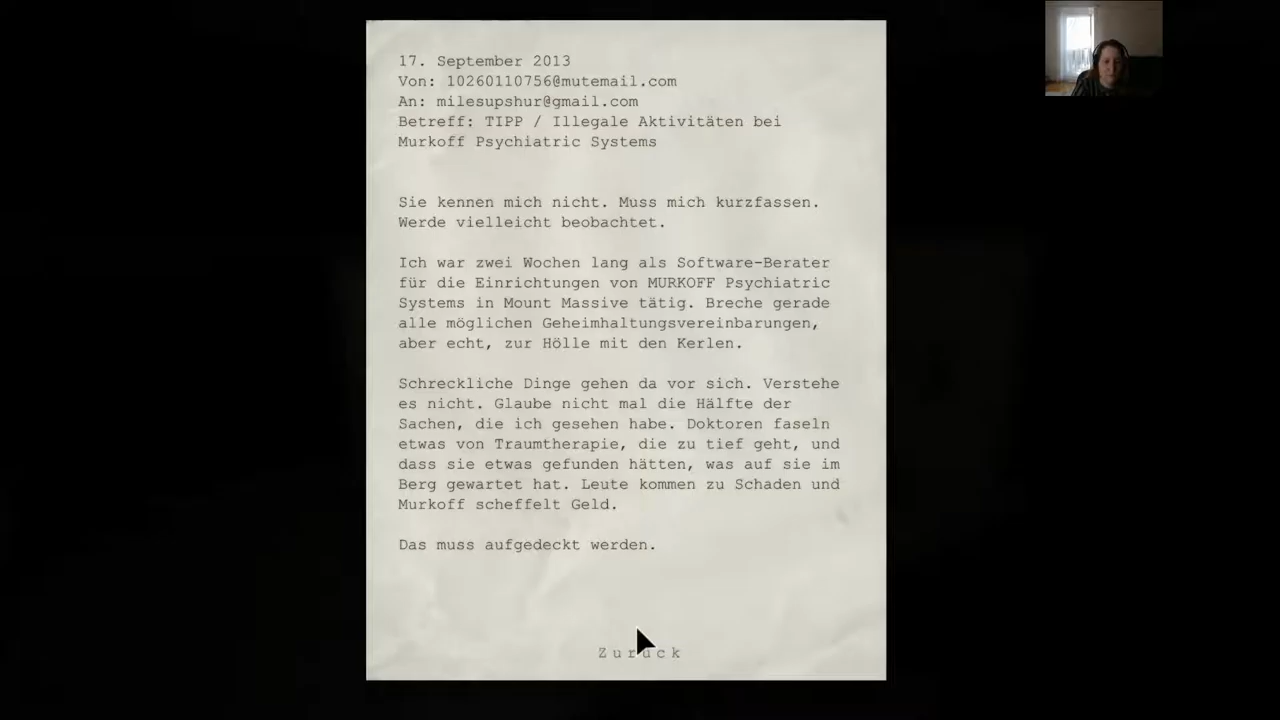 17. September 2013
Von: 10260110756@mutemail.com
An: milesupshur@gmail.com
Betreff: TIPP / Illegale Aktivitäten bei
Murkoff Psychiatric Systems
Sie kennen mich nicht. Muss mich kurzfassen.
Werde vielleicht beobachtet.
Ich war zwei Wochen lang als Software-Berater
für die Einrichtungen von MURKOFF Psychiatric
Systems in Mount Massive tätig. Breche gerade
alle möglichen Geheimhaltungsvereinbarungen,
aber echt, zur Hölle mit den Kerlen.
Schreckliche Dinge gehen da vor sich. Verstehe
es nicht. Glaube nicht mal die Hälfte der
Sachen, die ich gesehen habe. Doktoren faseln
etwas von Traumtherapie, die zu tief geht, und
dass sie etwas gefunden hätten, was auf sie im
Berg gewartet hat. Leute kommen zu Schaden und
Murkoff scheffelt Geld.
Das muss aufgedeckt werden.
Zurück